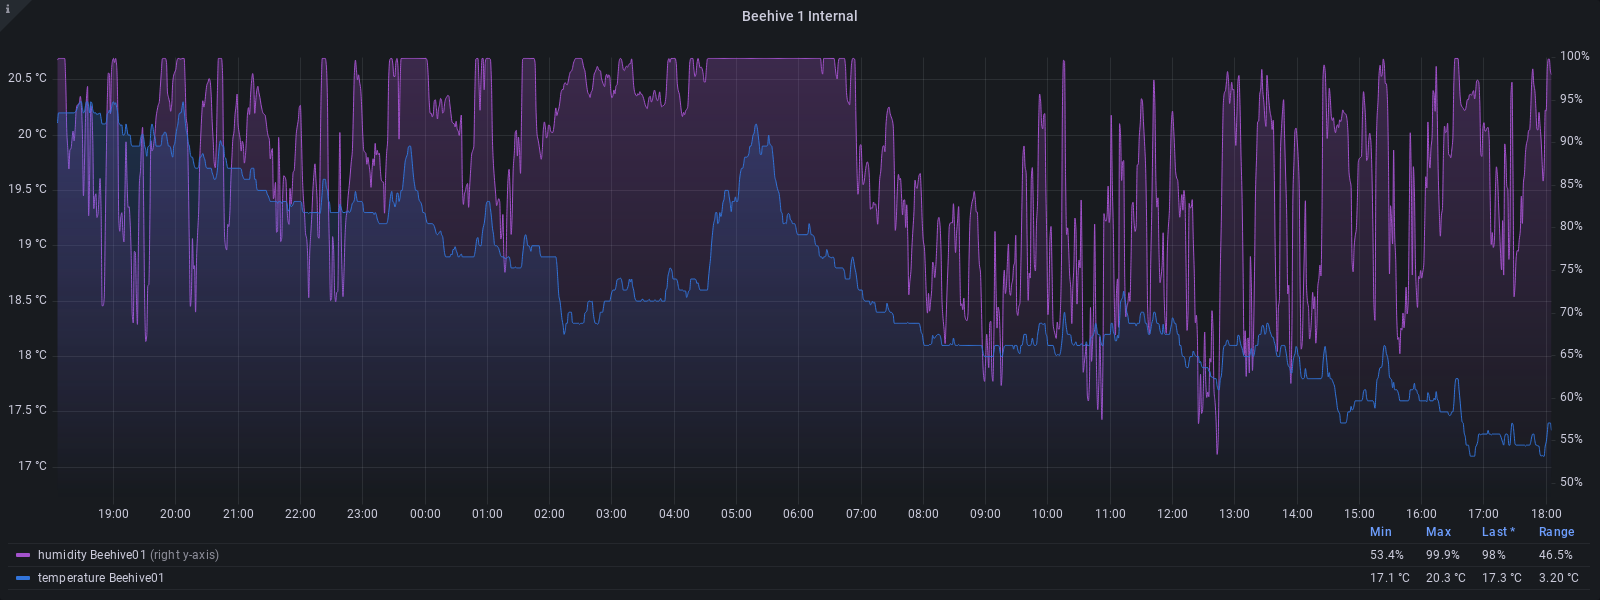 i
Beehive 1 Internal
20.5 °C
20 °C
19.5 °C
19 °C
18.5 °C
18 °C
17.5 °C
17 °C
100%
95%
90%
85%
80%
75%
70%
65%
60%
55%
50%
19:00 20:00 21:00 22:00 23:00 00:00 01:00 02:00 03:00 04:00 05:00 06:00 07:00 08:00 09:00 10:00 11:00 12:00 13:00 14:00 15:00 16:00 17:00 18:00
Min Max Last * Range
humidity Beehive01 (right y-axis) 53.4% 99.9% 98% 46.5%
temperature Beehive01 17.1 °C 20.3 °C 17.3 °C 3.20 °C